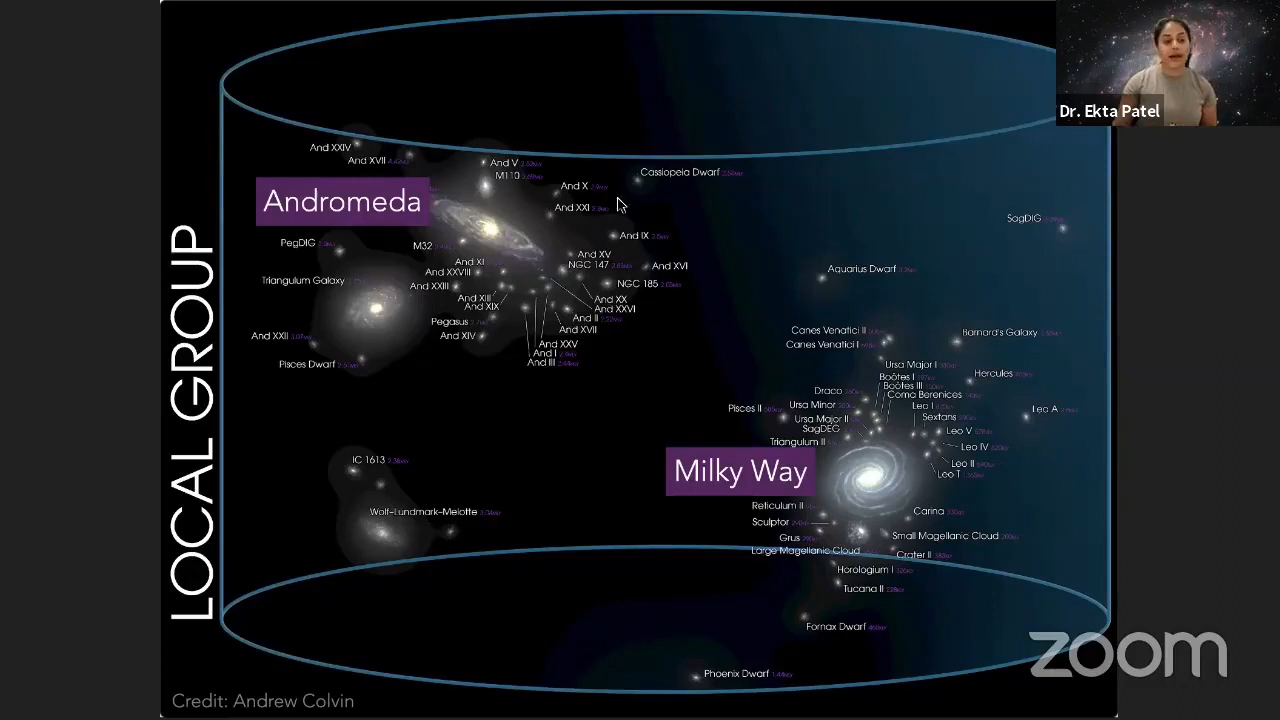 Dr. Ekta Patel
LOCAL GROUP
And XXIV
And XVII
And V
M110
Cassiopeia Dwarf
And X
Andromeda
And XXI
SagDIG
And IX
PegDIG
M32
And XV
NGC 147
And XI
And XVI
Aquarius Dwarf
And XXVIII
Triangulum Galaxy
NGC 185
And XXIII
And XIII
And XX
And XIX
And XXVI
And II
Pegasus
And XVII
Canes Venatici II
Barnard's Galaxy
And XXII
And XIV
Canes Venatici I
And XXV
And I
And III
Pisces Dwarf
Ursa Major I
Hercules
Boötes I
Boötes III
Draco
Coma Berenices
Ursa Minor
Leo I
Pisces II
Leo A
Ursa Major II
Sextans
SagDEG
Leo V
Triangulum II
Leo IV
IC 1613
Leo II
Milky Way
Leo T
Reticulum II
Wolf-Lundmark-Melotte
Carina
Sculptor
Grus
Small Magellanic Cloud
Large Magellanic Cloud
Crater II
Horologium I
Tucana II
Fornax Dwarf
Phoenix Dwarf
zoom
Credit: Andrew Colvin